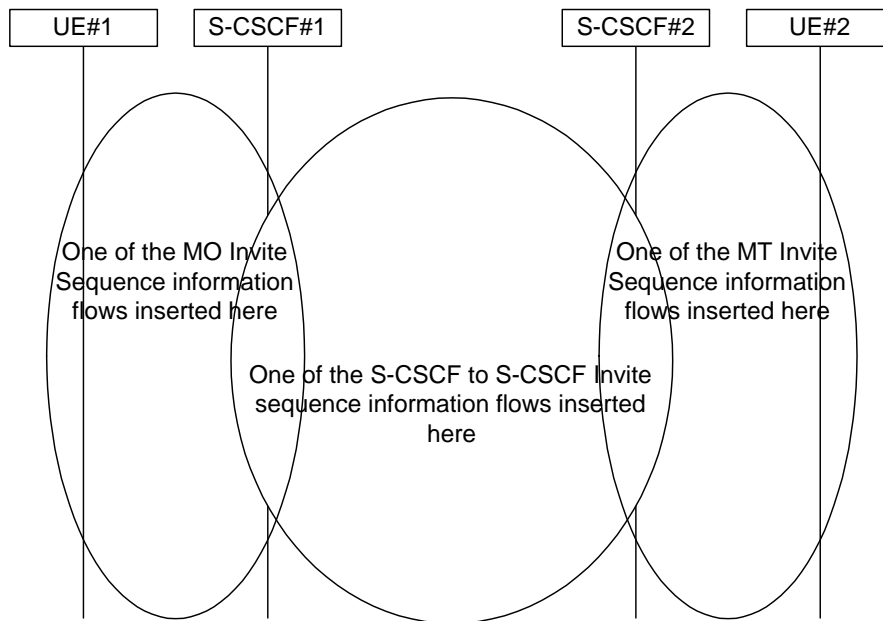 UE#1
S-CSCF#1
S-CSCF#2
UE#2
One of the MO Invite
Sequence information
flows inserted here
One of the S-CSCF to S-CSCF Invite
sequence information flows inserted
here
One of the MT Invite
Sequence information
flows inserted here